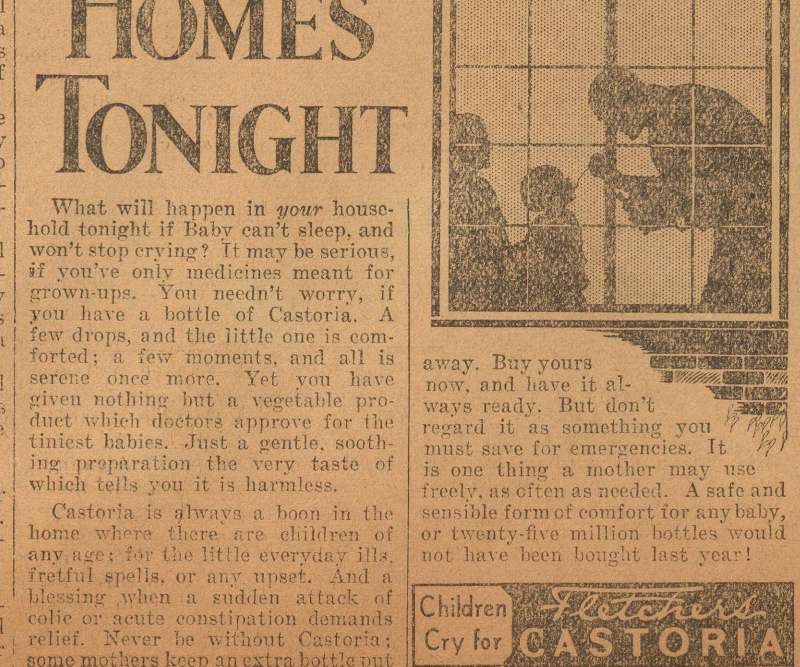 HOMES
TONIGHT
What will happen in your house-
hold tonight if Baby can't sleep, and
won't stop crying? It may be serious,
if you've only medicines meant for
grown-ups. You needn't worry, if
you have a bottle of Castoria. A
few drops, and the little one is com-
forted; a few moments, and all is
serene once more. Yet you have
given nothing but a vegetable pro-
duct which doctors approve for the
tiniest babies. Just a gentle, sooth-
ing preparation the very taste of
which tells you it is harmless.
Castoria is always a boon in the
home where there are children of
any age; for the little everyday ills,
fretful spells, or any upset. And a
blessing when a sudden attack of
colic or acute constipation demands
relief. Never be without Castoria;
some mothers keep an extra bottle put
away. Buy yours
now, and have it al-
ways ready. But don't
regard it as something you
must save for emergencies. It
is one thing a mother may use
freely, as often as needed. A safe and
sensible form of comfort for any baby,
or twenty-five million bottles would
not have been bought last year!
Children
Cry for
Fletcher's
CASTORIA